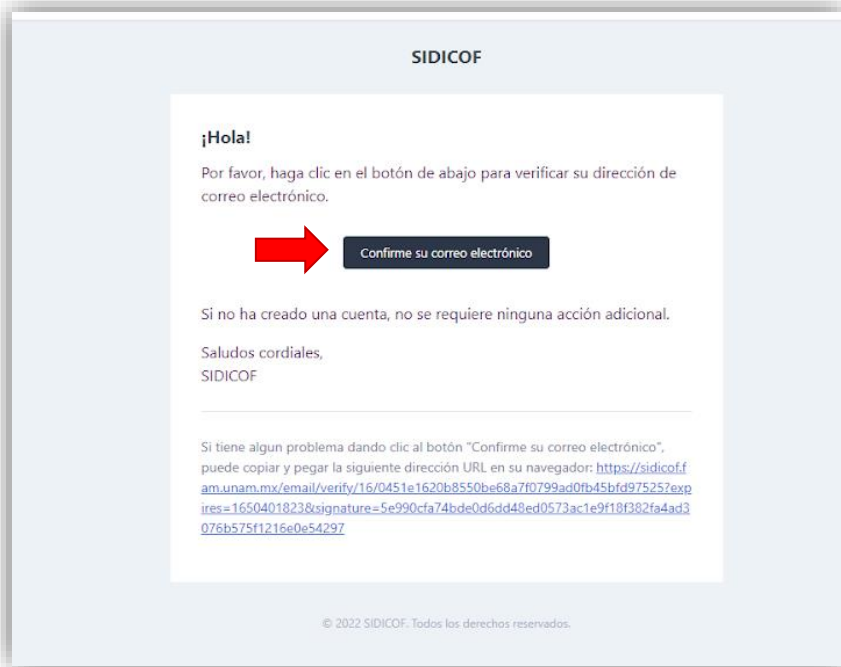 SIDICOF
¡Hola!
Por favor, haga clic en el botón de abajo para verificar su dirección de
correo electrónico.
Confirme su correo electrónico
Si no ha creado una cuenta, no se requiere ninguna acción adicional.
Saludos cordiales,
SIDICOF
Si tiene algun problema dando clic al botón "Confirme su correo electrónico",
puede copiar y pegar la siguiente dirección URL en su navegador: https://sidicof.f
am.unam.mx/email/verify/16/0451e1620b8550be68a7f0799ad0fb45bfd97525?exp
ires=1650401823&signature=5e990cfa74bde0d6dd48ed0573ac1e9f18f382fa4ad3
076b575f1216e0e54297
© 2022 SIDICOF. Todos los derechos reservados.